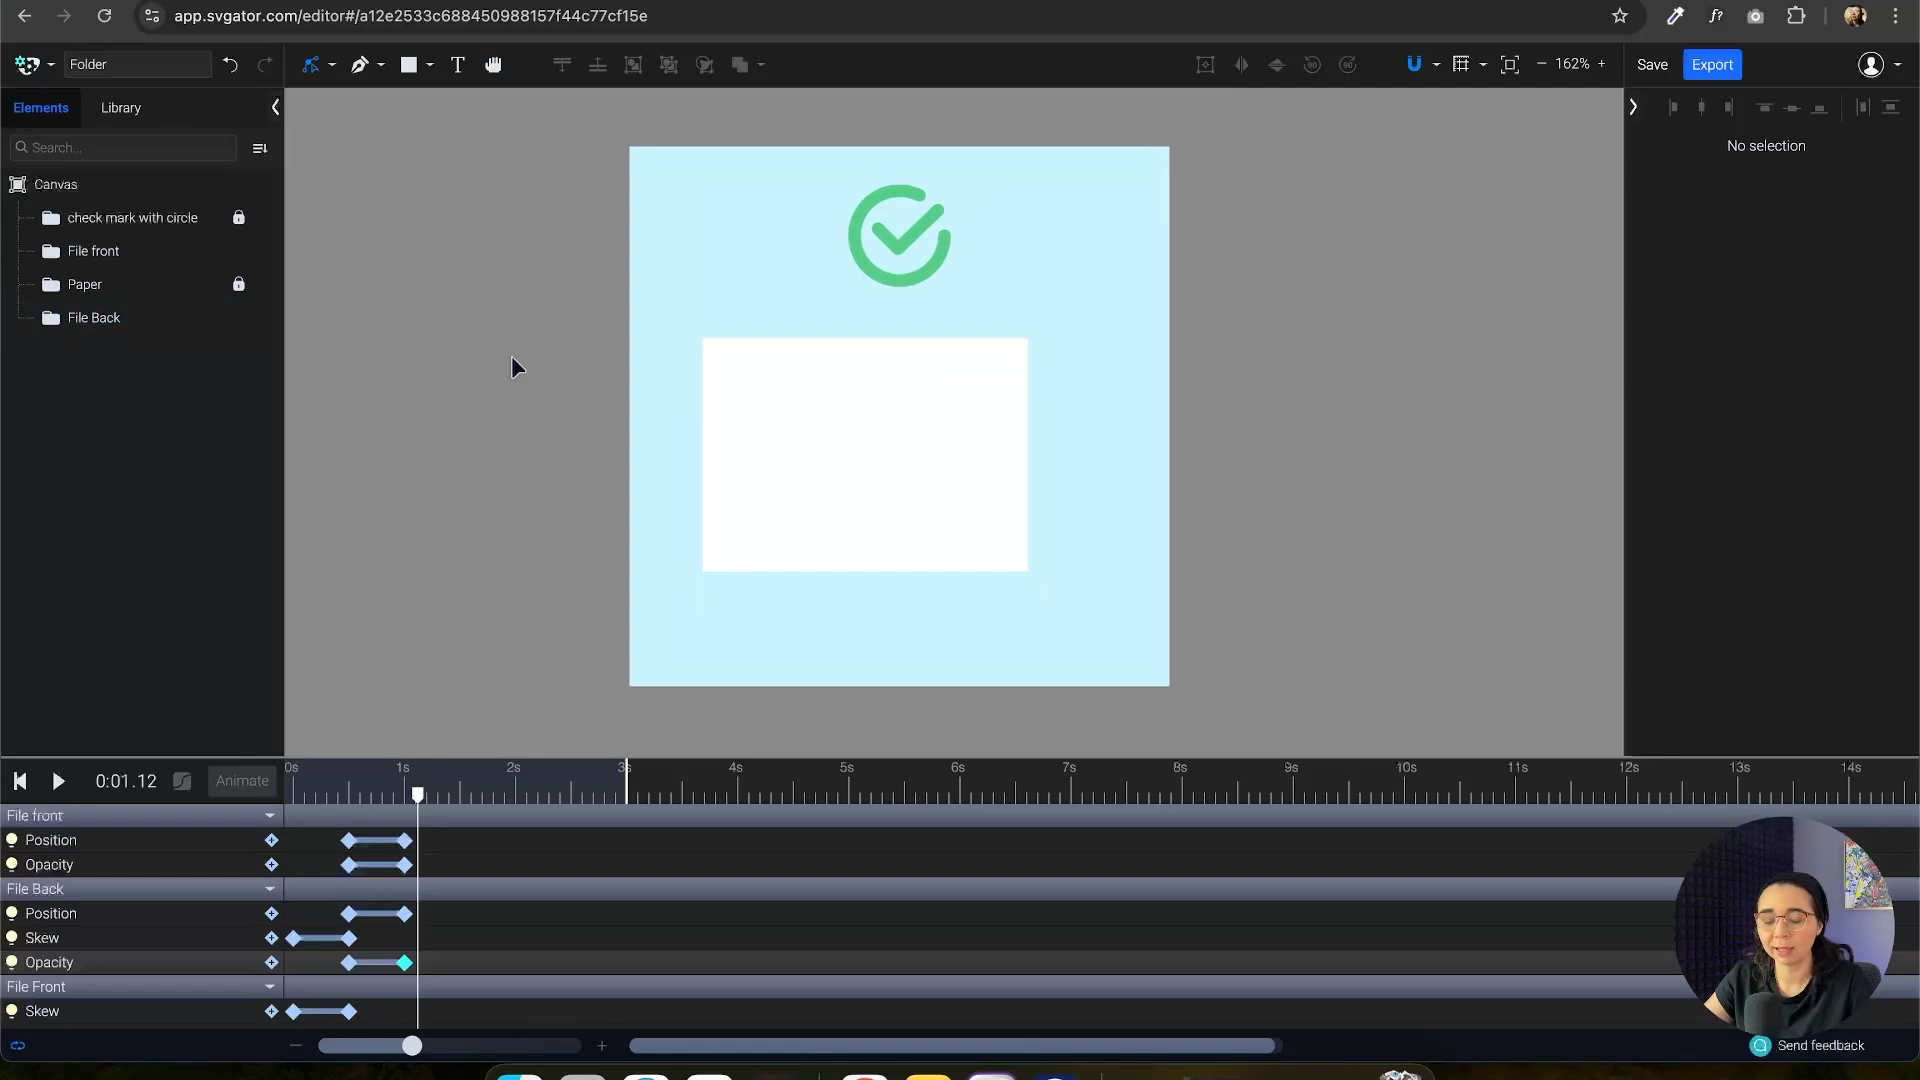 app.svgator.com/editor#/a12e2533c688450988157f44c77cf15e
Folder
162%
Save
Export
Elements
Library
Search...
No selection
Canvas
check mark with circle
File front
Paper
File Back
0:01.12
Animate
0s
1s
2s
3s
4s
5s
6s
7s
8s
9s
10s
11s
12s
13s
14s
File front
Position
Opacity
File Back
Position
Skew
Opacity
File Front
Skew
Send feedback